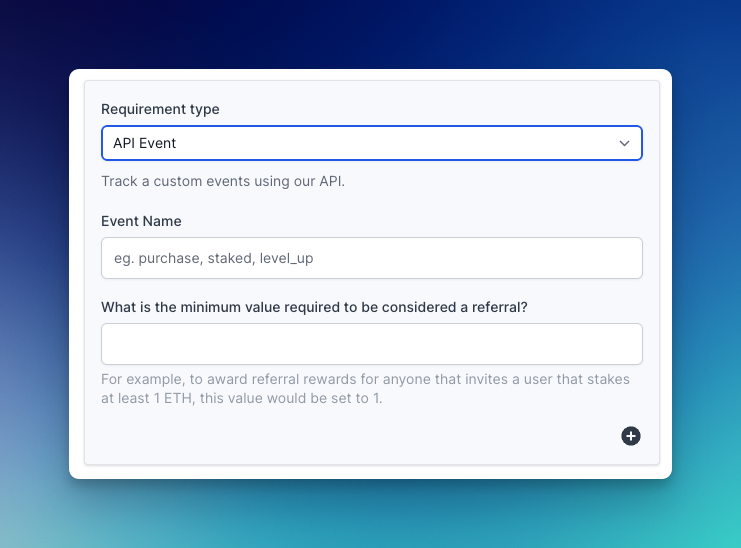 Requirement type
API Event
Track a custom events using our API.
Event Name
eg. purchase, staked, level_up
What is the minimum value required to be considered a referral?
For example, to award referral rewards for anyone that invites a user that stakes
at least 1 ETH, this value would be set to 1.